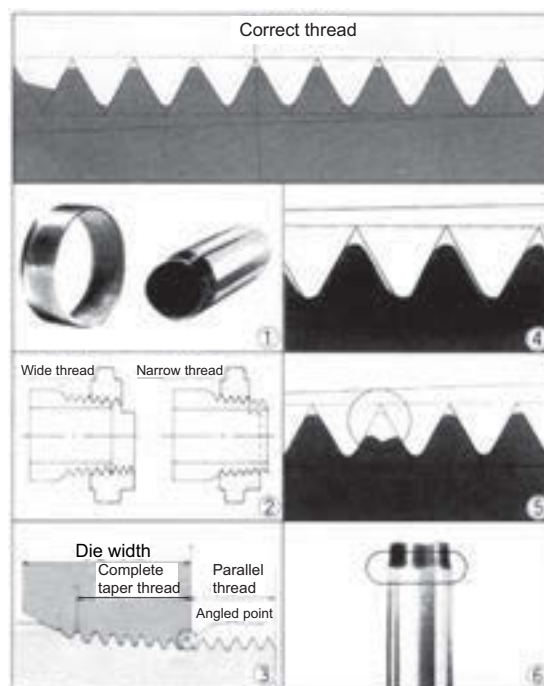 Correct thread
①
④
Wide thread Narrow thread
②
⑤
Die width
Complete
taper thread
Parallel
thread
Angled point
③
⑥